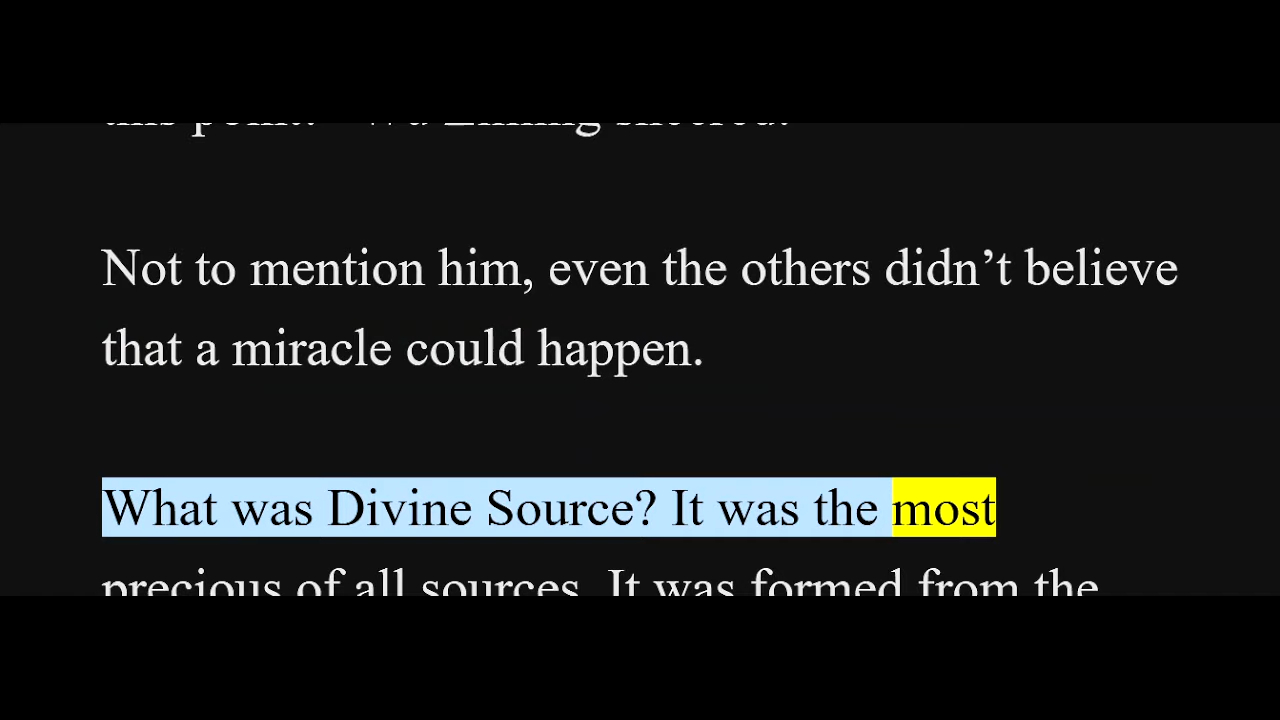 sneered.
Not to mention him, even the others didn’t believe
that a miracle could happen.
What was Divine Source? It was the most
precious of all sources. It was formed from the